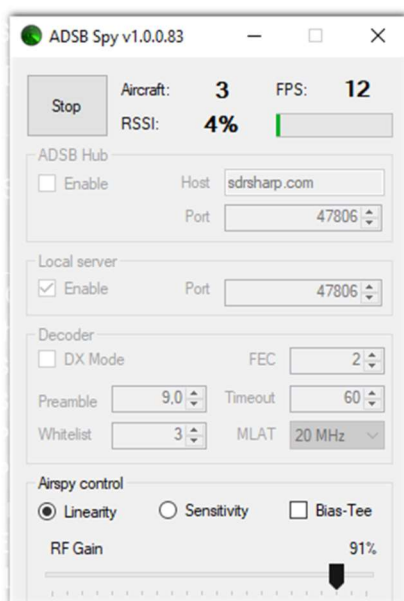 ADSB Spy v1.0.0.83
Stop
Aircraft: 3 FPS: 12
RSSI: 4%
ADSB Hub
Enable Host sdrsharp.com
Port 47806
Local server
Enable Port 47806
Decoder
DX Mode FEC 2
Preamble 9,0 Timeout 60
Whitelist 3 MLAT 20 MHz
Airspy control
Linearity Sensitivity Bias-Tee
RF Gain 91%